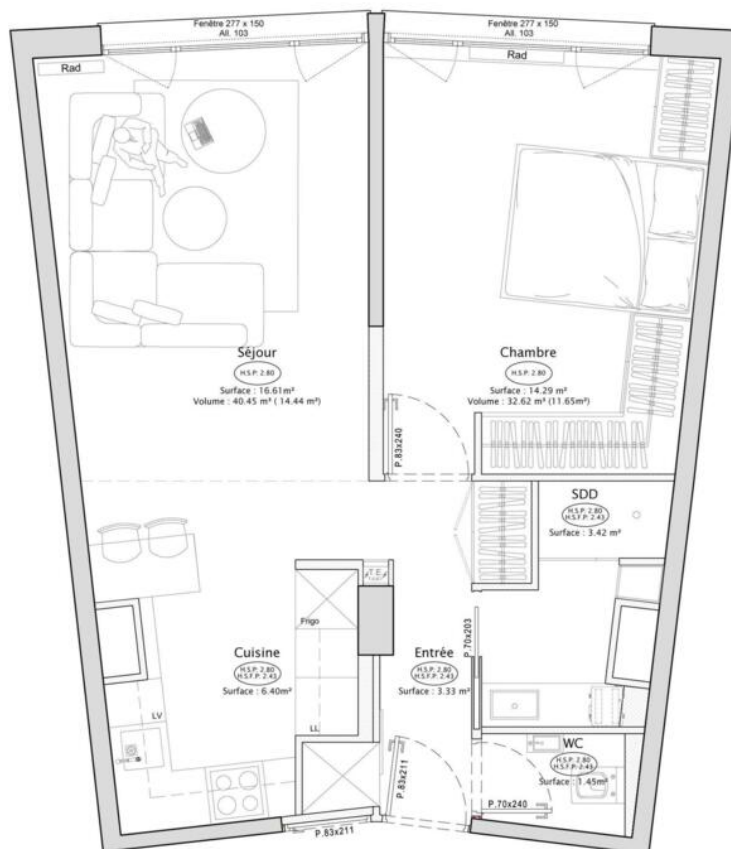 Fenêtre 277 x 150
All. 103
Fenêtre 277 x 150
All. 103
Rad
Rad
Séjour
H.S.P: 2.80
Surface : 16.61m²
Volume : 40.45 m³ ( 14.44 m²)
Chambre
H.S.P: 2.80
Surface : 14.29m²
Volume : 32.62 m³ (11.65m²)
P.83x240
SDD
H.S.P: 2.80
H.S.F.P: 2.43
Surface : 3.42 m²
TE
Frigo
P.70x203
Cuisine
H.S.P: 2.80
H.S.F.P: 2.43
Surface : 6.40m²
Entrée
H.S.P: 2.80
H.S.F.P: 2.43
Surface : 3.33 m²
LV
LL
WC
H.S.P: 2.80
H.S.F.P: 2.43
Surface : 1.45m²
P.83x211
P.70x240
P.83x211